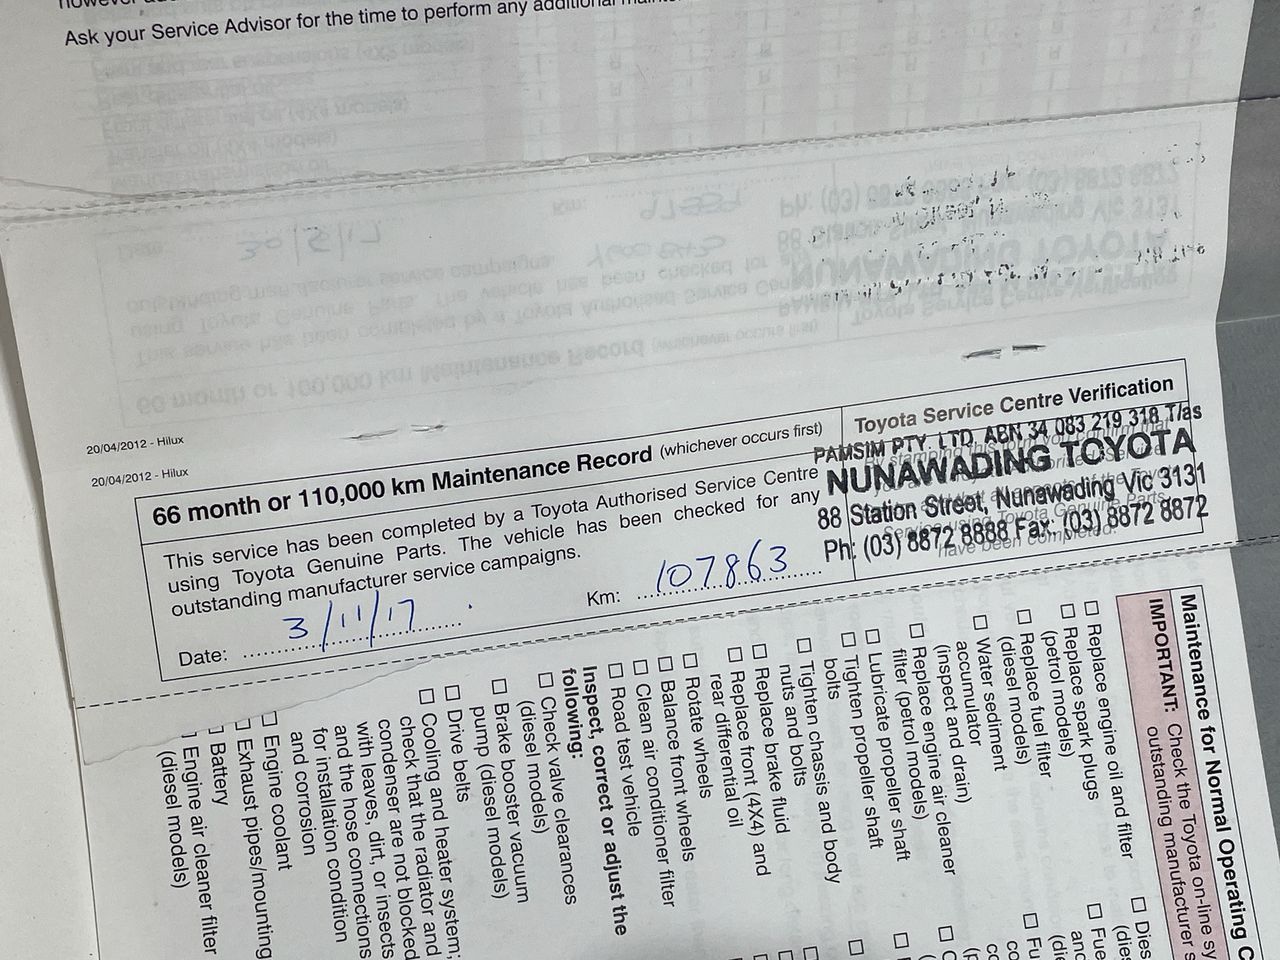 Ask your Service Advisor for the time to perform any additional
20/04/2012 - Hilux
20/04/2012 - Hilux
66 month or 110,000 km Maintenance Record (whichever occurs first)
This service has been completed by a Toyota Authorised Service Centre
using Toyota Genuine Parts. The vehicle has been checked for any
outstanding manufacturer service campaigns.
Date: 3/11/17
Km: 107863
Toyota Service Centre Verification
PAMSIM PTY. LTD. ABN 34 083 219 318 T/as
NUNAWADING TOYOTA
88 Station Street, Nunawading Vic 3131
Ph: (03) 8872 8888 Fax: (03) 8872 8872
have been completed.
Maintenance for Normal Operating
IMPORTANT: Check the Toyota on-line
outstanding manufacturer
Replace engine oil and filter
Replace spark plugs
(petrol models)
Replace fuel filter
(diesel models)
Water sediment
accumulator
(inspect and drain)
Replace engine air cleaner
filter (petrol models)
Lubricate propeller shaft
Tighten propeller shaft
bolts
Tighten chassis and body
nuts and bolts
Replace brake fluid
Replace front (4X4) and
rear differential oil
Rotate wheels
Balance front wheels
Clean air conditioner filter
Road test vehicle
Inspect, correct or adjust the
following:
Check valve clearances
(diesel models)
Brake booster vacuum
pump (diesel models)
Drive belts
Cooling and heater system;
check that the radiator and
condenser are not blocked
with leaves, dirt, or insects
and the hose connections
for installation condition
and corrosion
Engine coolant
Exhaust pipes/mounting
Battery
Engine air cleaner filter
(diesel models)